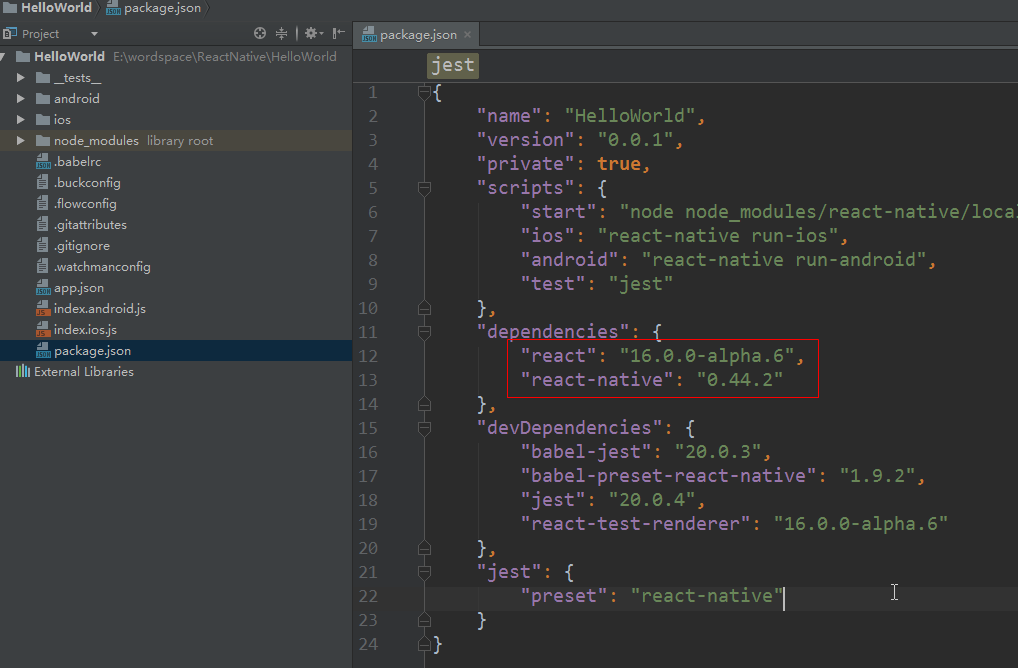 HelloWorld package.json
Project
package.json
HelloWorld E:\wordspace\ReactNative\HelloWorld
__tests__
android
ios
node_modules library root
.babelrc
.buckconfig
.flowconfig
.gitattributes
.gitignore
.watchmanconfig
app.json
index.android.js
index.ios.js
package.json
External Libraries
jest
1 {
2 "name": "HelloWorld",
3 "version": "0.0.1",
4 "private": true,
5 "scripts": {
6 "start": "node node_modules/react-native/local
7 "ios": "react-native run-ios",
8 "android": "react-native run-android",
9 "test": "jest"
10 },
11 "dependencies": {
12 "react": "16.0.0-alpha.6",
13 "react-native": "0.44.2"
14 },
15 "devDependencies": {
16 "babel-jest": "20.0.3",
17 "babel-preset-react-native": "1.9.2",
18 "jest": "20.0.4",
19 "react-test-renderer": "16.0.0-alpha.6"
20 },
21 "jest": {
22 "preset": "react-native"
23 }
24 }